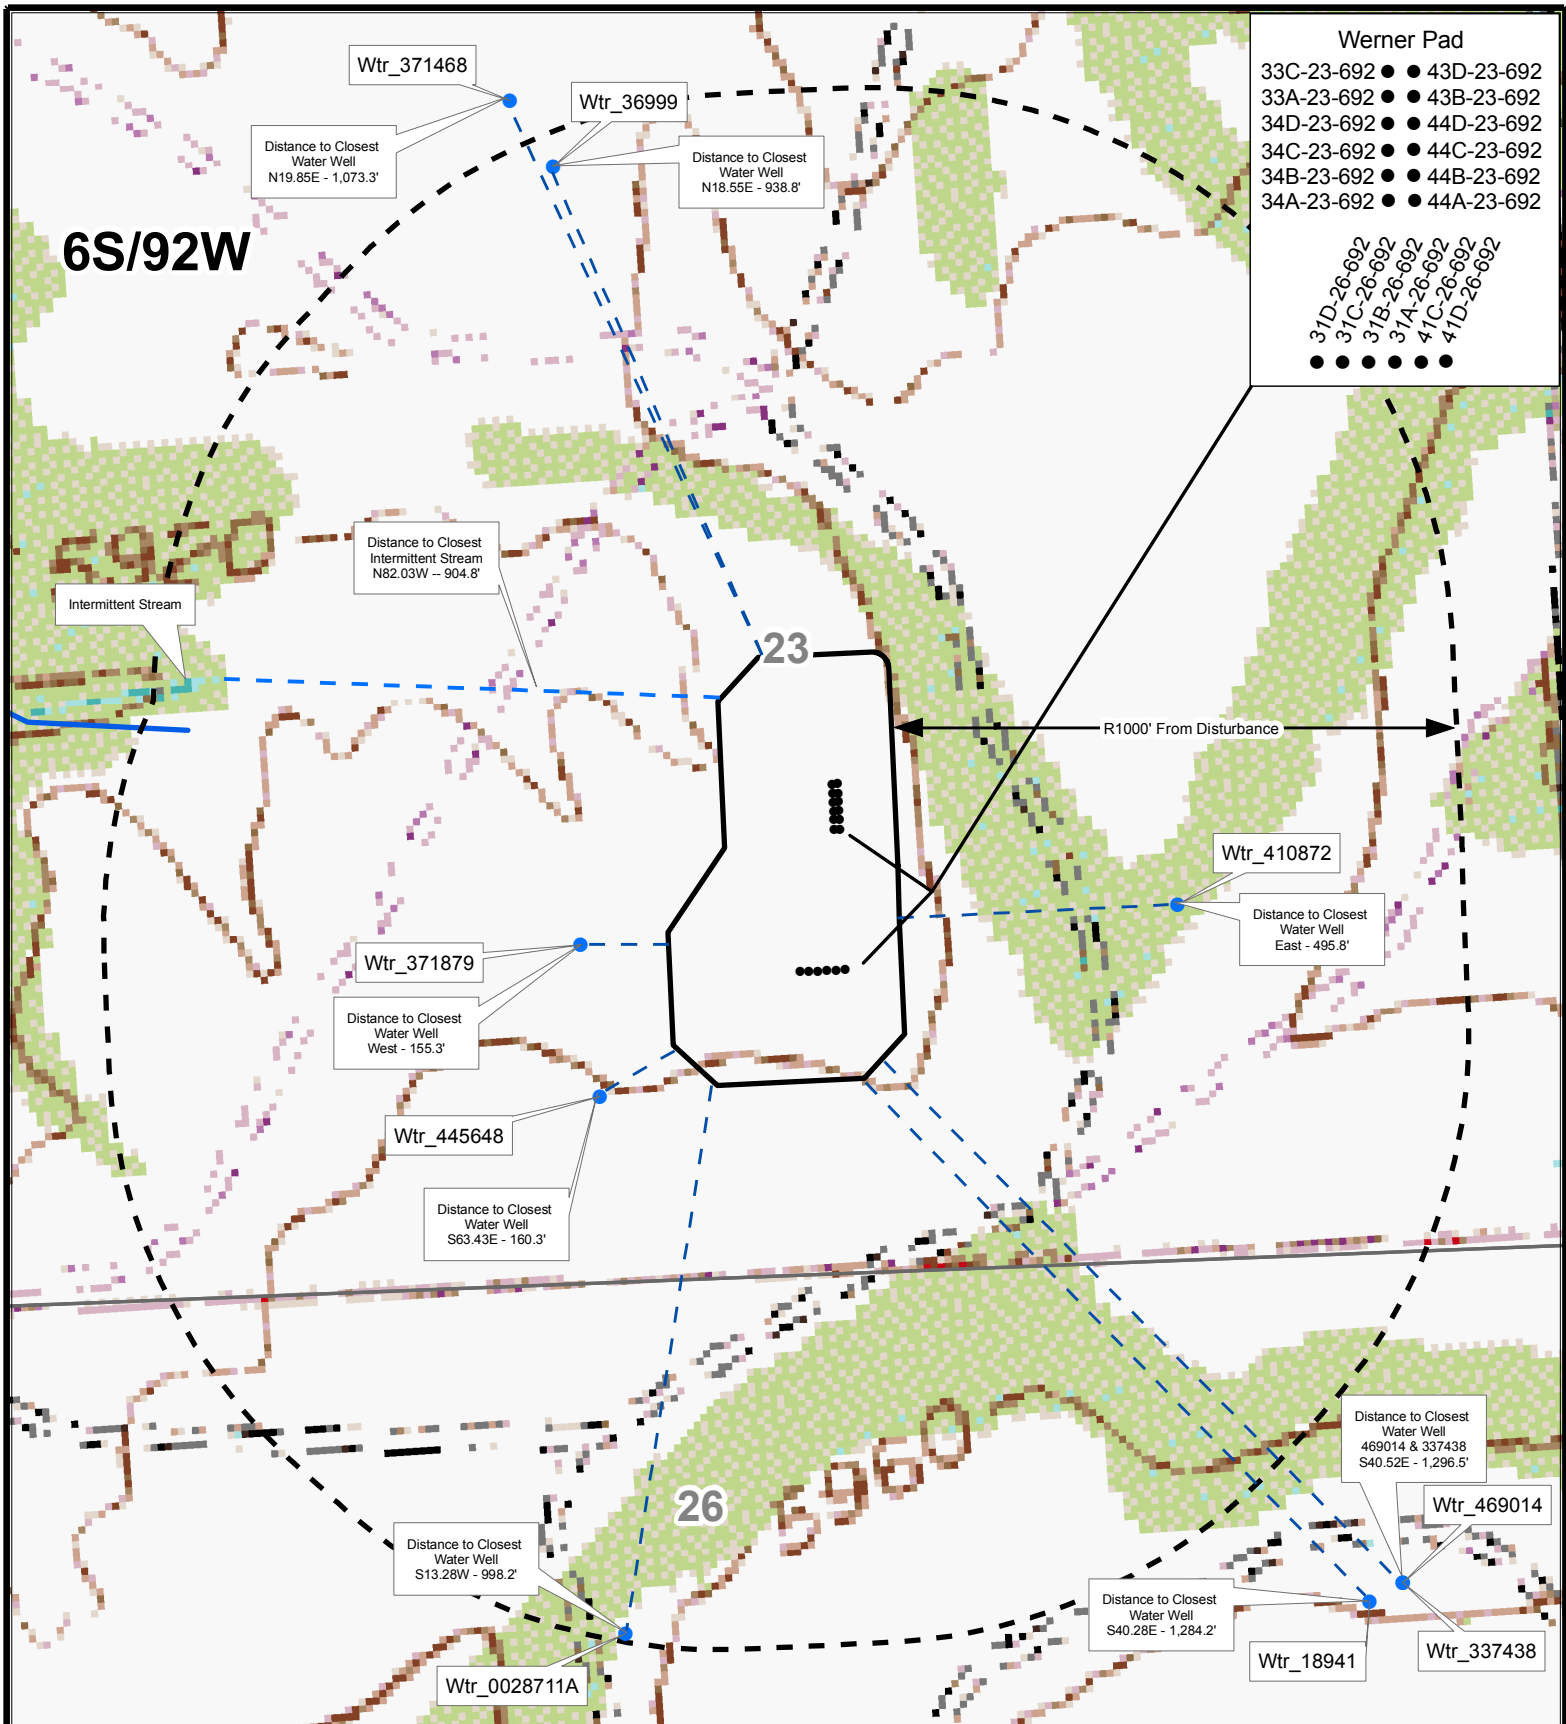 Werner Pad
33C-23-692 43D-23-692
33A-23-692 43B-23-692
34D-23-692 44D-23-692
34C-23-692 44C-23-692
34B-23-692 44B-23-692
34A-23-692 44A-23-692
31D-26-692
31C-26-692
31B-26-692
31A-26-692
41C-26-692
41D-26-692
Wtr_371468
Wtr_36999
Distance to Closest
Water Well
N19.85E - 1,073.3'
Distance to Closest
Water Well
N18.55E - 938.8'
6S/92W
5950
Distance to Closest
Intermittent Stream
N82.03W -- 904.8'
Intermittent Stream
23
R1000' From Disturbance
Wtr_410872
Distance to Closest
Water Well
East - 495.8'
Wtr_371879
Distance to Closest
Water Well
West - 155.3'
Wtr_445648
Distance to Closest
Water Well
S63.43E - 160.3'
26
5960
Distance to Closest
Water Well
469014 & 337438
S40.52E - 1,296.5'
Wtr_469014
Distance to Closest
Water Well
S13.28W - 998.2'
Distance to Closest
Water Well
S40.28E - 1,284.2'
Wtr_337438
Wtr_18941
Wtr_0028711A